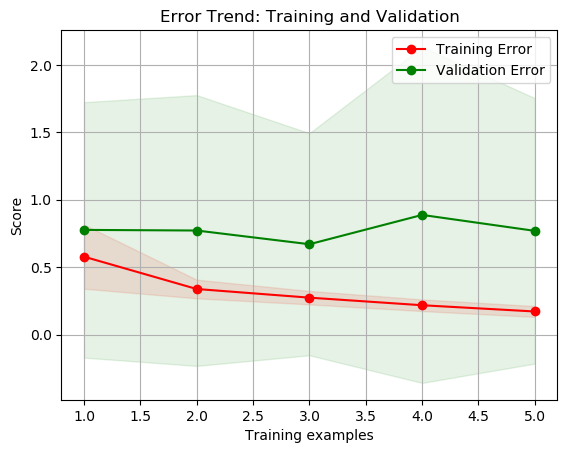 Error Trend: Training and Validation
Training Error
Validation Error
2.0
1.5
1.0
0.5
0.0
Score
1.0 1.5 2.0 2.5 3.0 3.5 4.0 4.5 5.0
Training examples